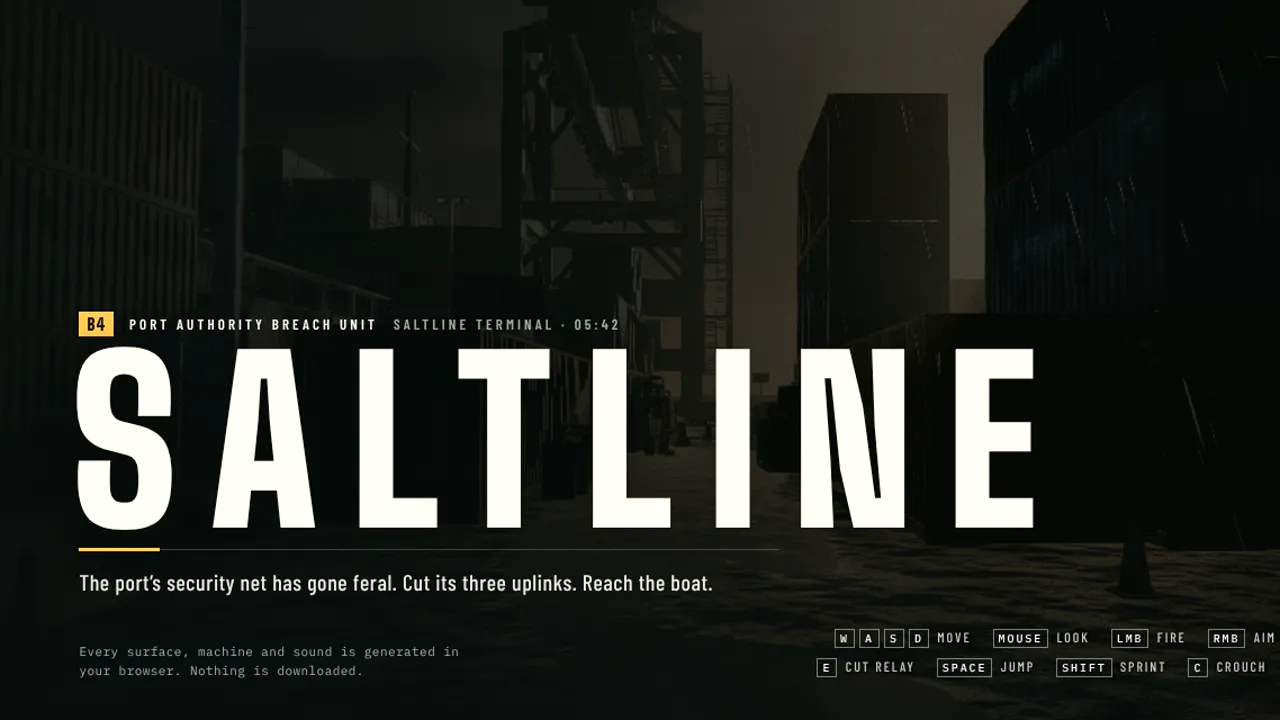 B4 PORT AUTHORITY BREACH UNIT SALTLINE TERMINAL · 05:42
SALTLINE
The port’s security net has gone feral. Cut its three uplinks. Reach the boat.
Every surface, machine and sound is generated in
your browser. Nothing is downloaded.
W A S D MOVE MOUSE LOOK LMB FIRE RMB AIM
E CUT RELAY SPACE JUMP SHIFT SPRINT C CROUCH